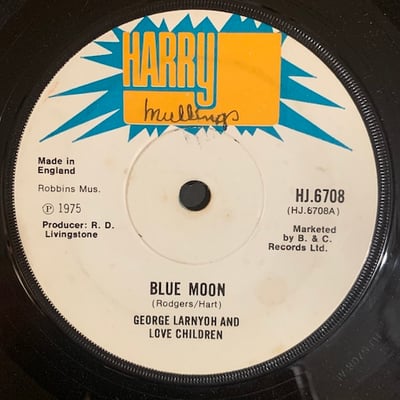 HARRY
mullings
Made in
England
Robbins Mus.
Ⓟ 1975
Producer: R. D.
Livingstone
HJ.6708
(HJ.6708A)
Marketed
by B. & C.
Records Ltd.
BLUE MOON
(Rodgers/Hart)
GEORGE LARNYOH AND
LOVE CHILDREN